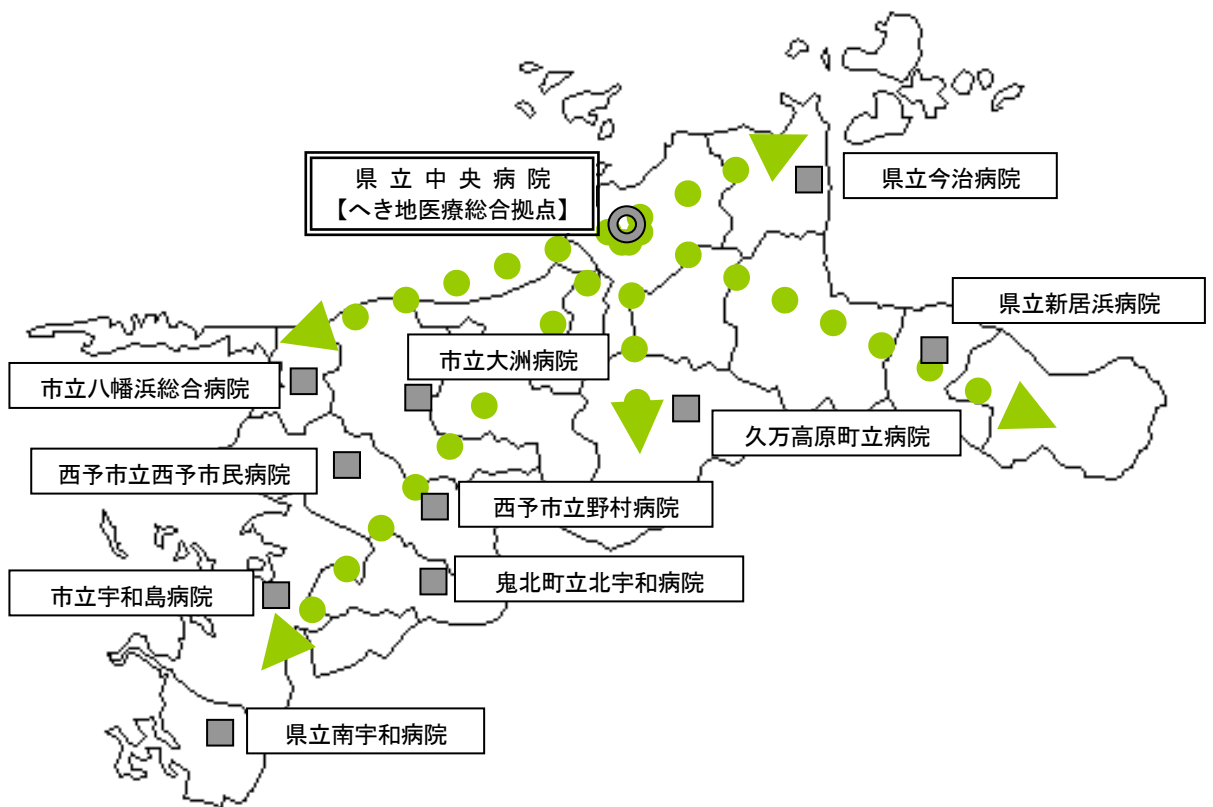 県立中央病院
【へき地医療総合拠点】
県立今治病院
県立新居浜病院
市立大洲病院
市立八幡浜総合病院
久万高原町立病院
西予市立西予市民病院
西予市立野村病院
鬼北町立北宇和病院
市立宇和島病院
県立南宇和病院